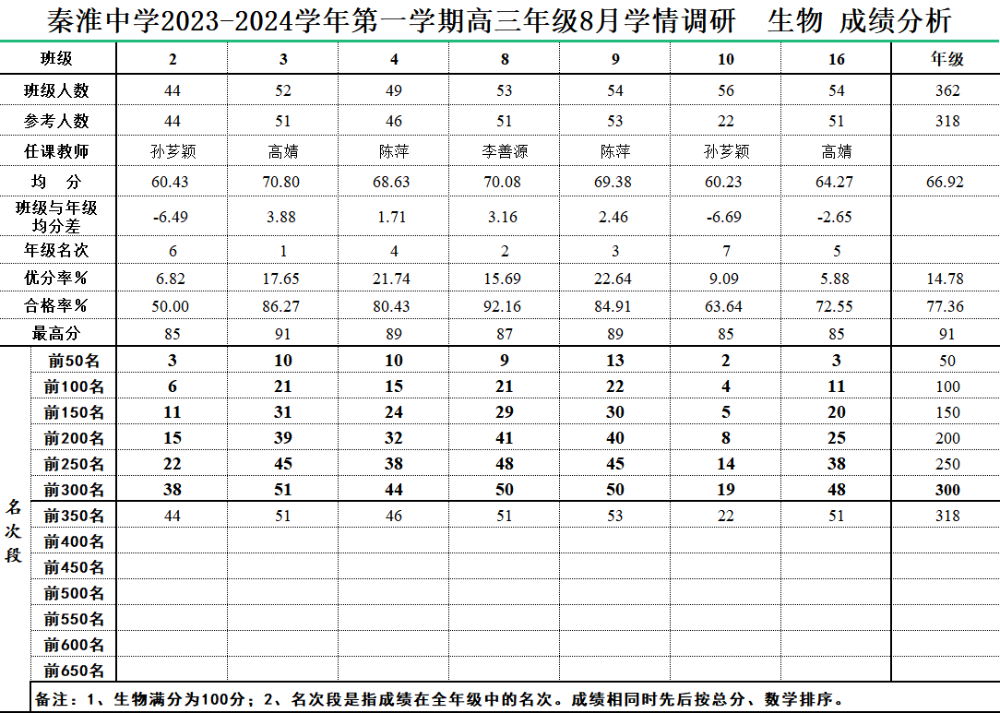 秦淮中学2023-2024学年第一学期高三年级8月学情调研 生物 成绩分析
班级 2 3 4 8 9 10 16 年级
班级人数 44 52 49 53 54 56 54 362
参考人数 44 51 46 51 53 22 51 318
任课教师 孙芗颖 高婧 陈萍 李善源 陈萍 孙芗颖 高婧
均 分 60.43 70.80 68.63 70.08 69.38 60.23 64.27 66.92
班级与年级
均分差 -6.49 3.88 1.71 3.16 2.46 -6.69 -2.65
年级名次 6 1 4 2 3 7 5
优分率% 6.82 17.65 21.74 15.69 22.64 9.09 5.88 14.78
合格率% 50.00 86.27 80.43 92.16 84.91 63.64 72.55 77.36
最高分 85 91 89 87 89 85 85 91
名次段
前50名 3 10 10 9 13 2 3 50
前100名 6 21 15 21 22 4 11 100
前150名 11 31 24 29 30 5 20 150
前200名 15 39 32 41 40 8 25 200
前250名 22 45 38 48 45 14 38 250
前300名 38 51 44 50 50 19 48 300
前350名 44 51 46 51 53 22 51 318
前400名
前450名
前500名
前550名
前600名
前650名
备注：1、生物满分为100分；2、名次段是指成绩在全年级中的名次。成绩相同时先后按总分、数学排序。